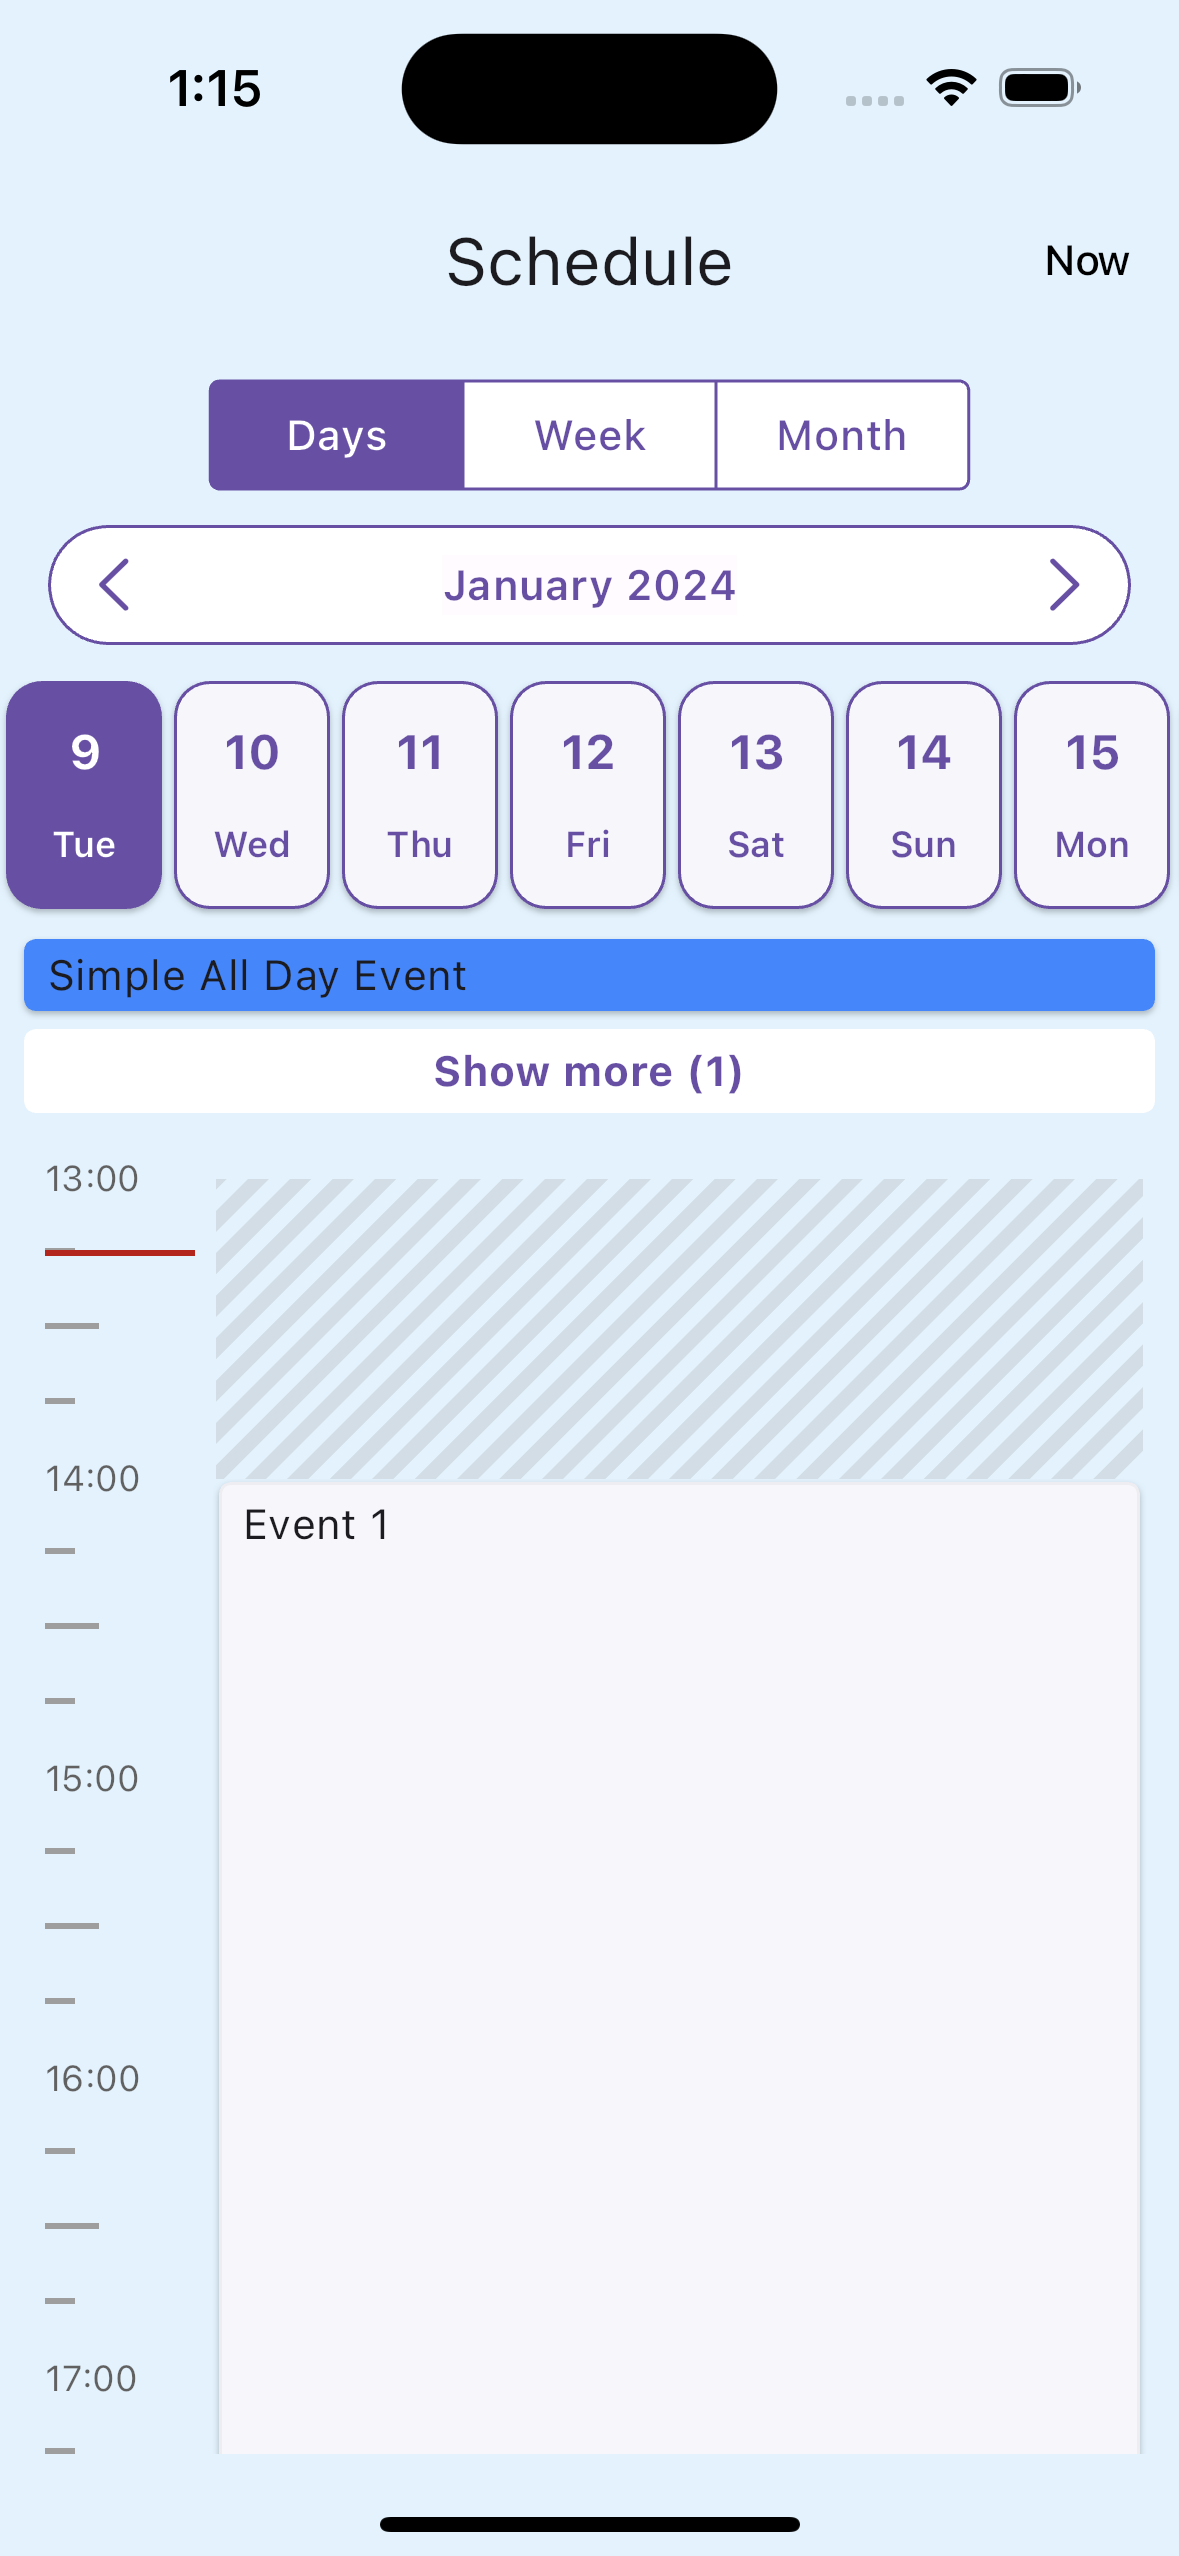 1:15
Schedule
Now
Days Week Month
January 2024
9 10 11 12 13 14 15
Tue Wed Thu Fri Sat Sun Mon
Simple All Day Event
Show more (1)
13:00
14:00
Event 1
15:00
16:00
17:00